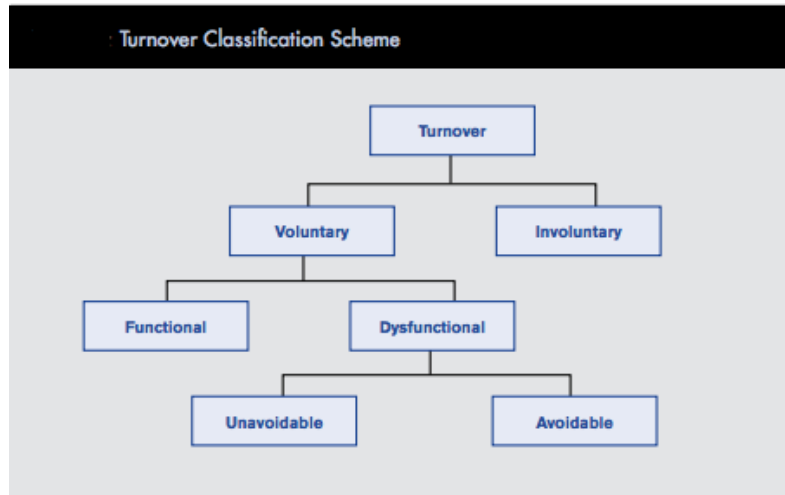 : Turnover Classification Scheme
Turnover
Voluntary
Involuntary
Functional
Dysfunctional
Unavoidable
Avoidable